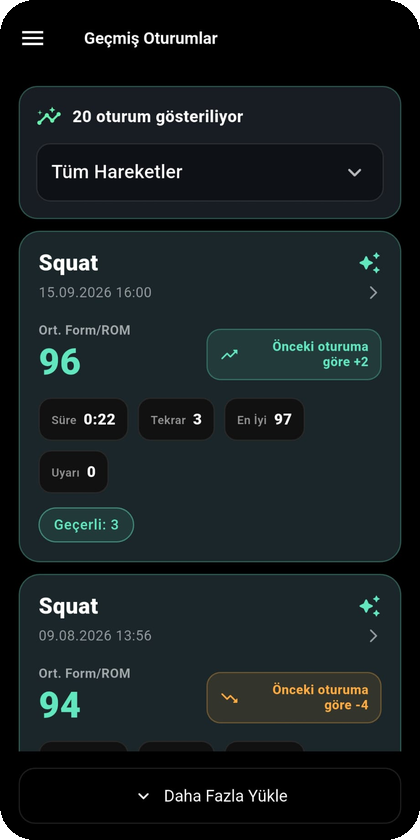 Geçmiş Oturumlar
20 oturum gösteriliyor
Tüm Hareketler
Squat
15.09.2026 16:00
Ort. Form/ROM
96
Önceki oturuma
göre +2
Süre 0:22
Tekrar 3
En İyi 97
Uyarı 0
Geçerli: 3
Squat
09.08.2026 13:56
Ort. Form/ROM
94
Önceki oturuma
göre -4
Daha Fazla Yükle